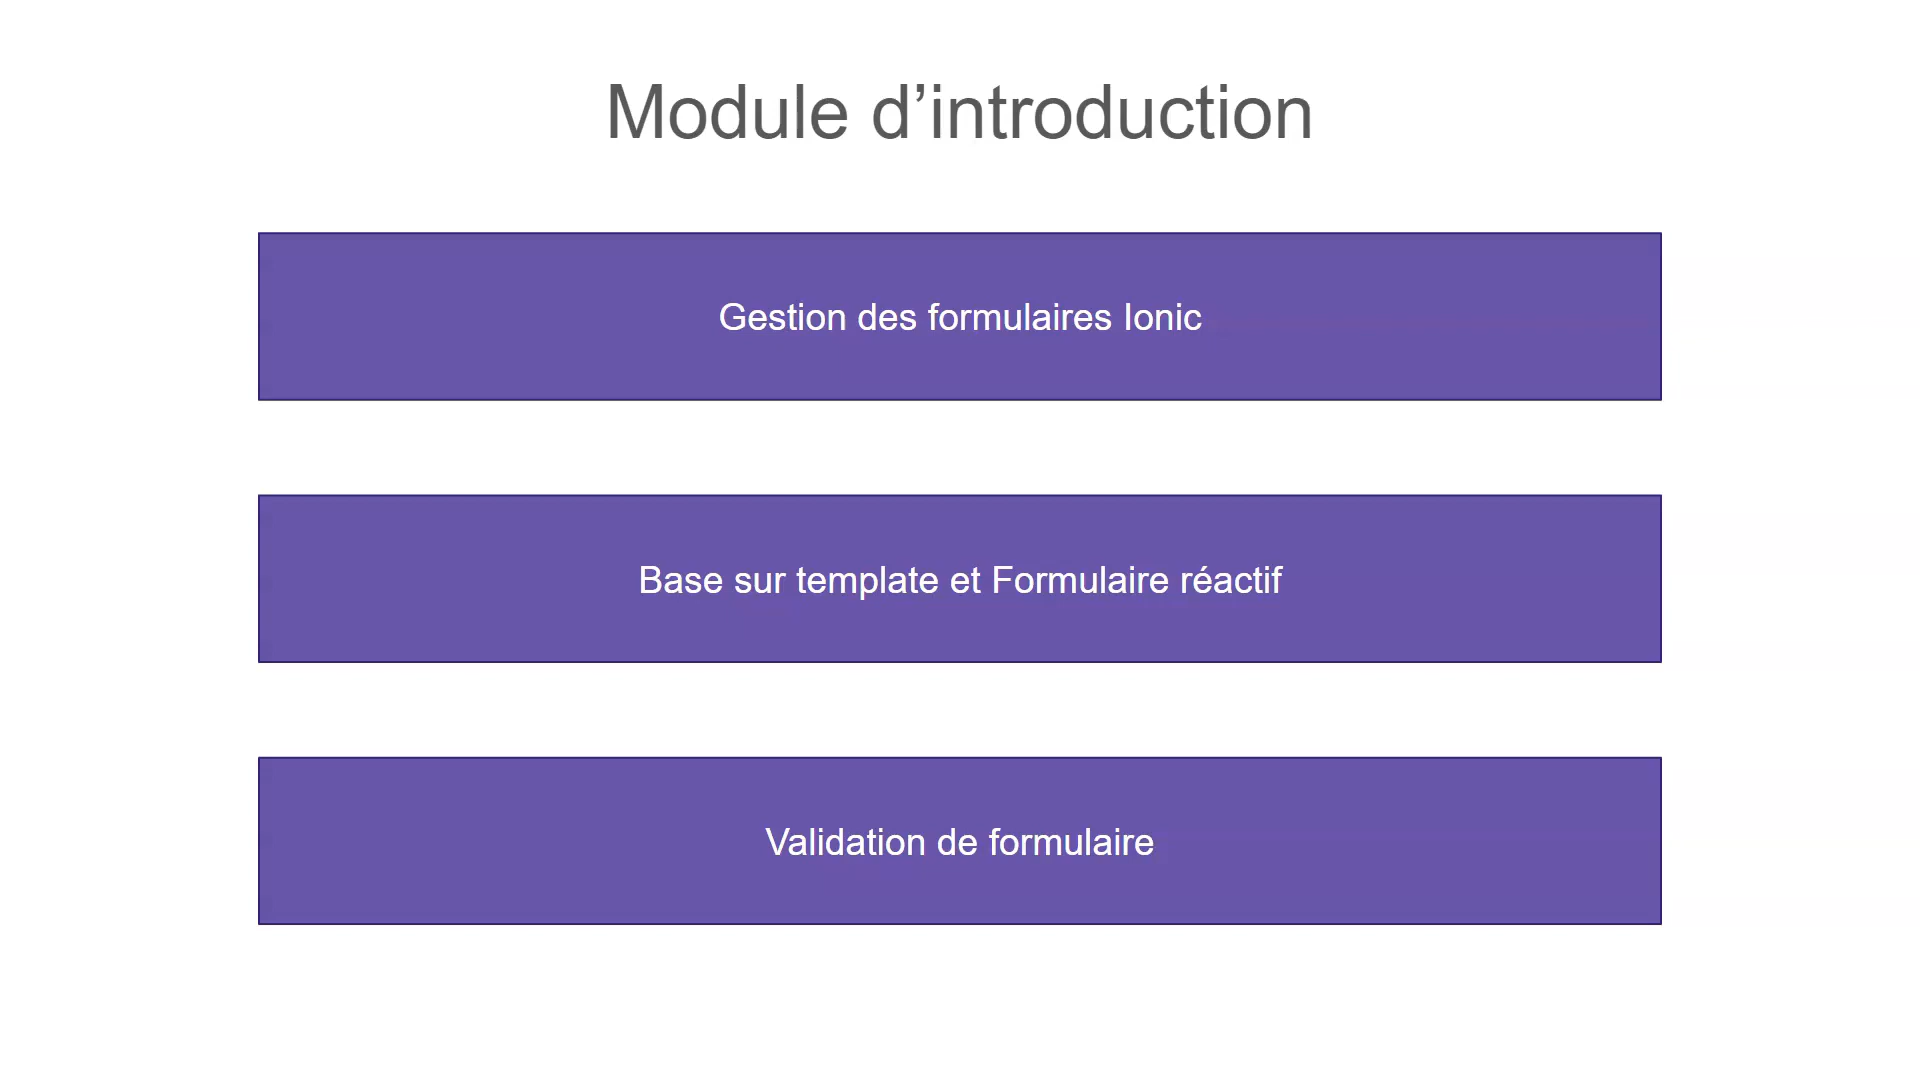 Module d’introduction
Gestion des formulaires Ionic
Base sur template et Formulaire réactif
Validation de formulaire